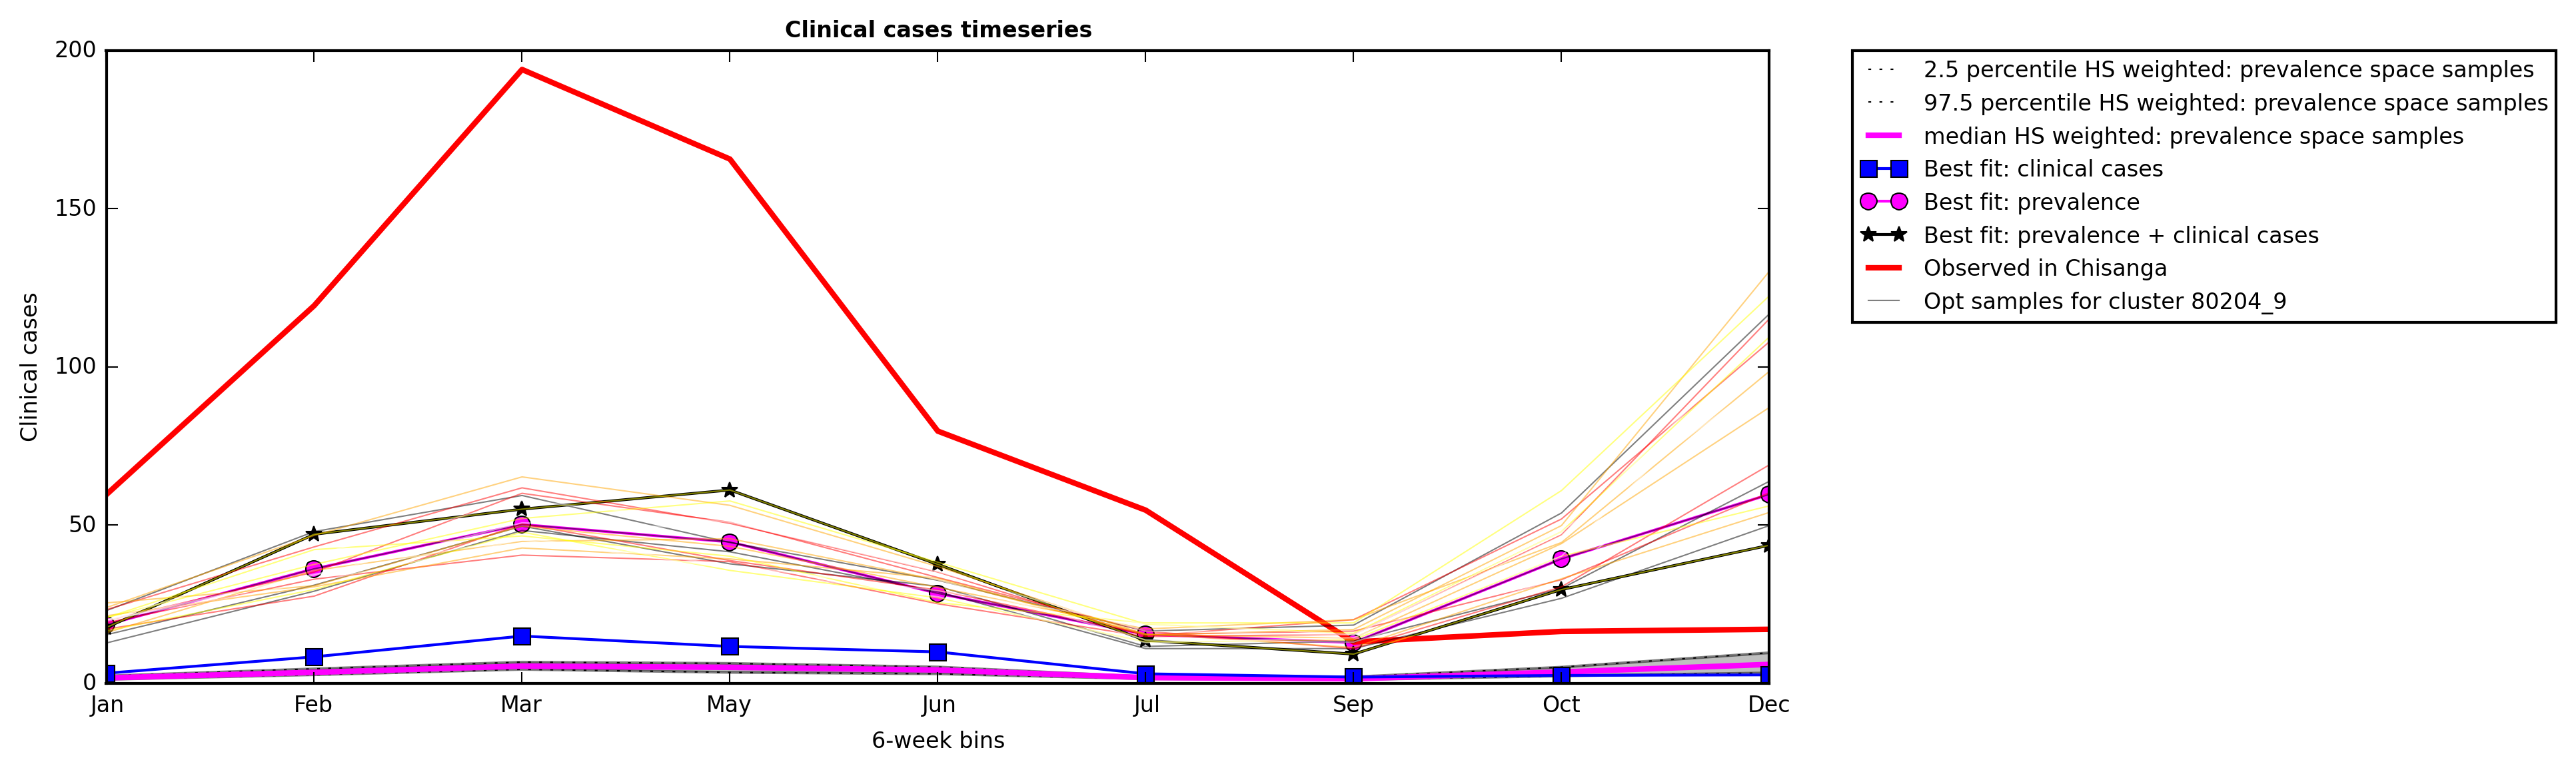 Clinical cases timeseries
200
150
100
50
0
Clinical cases
Jan Feb Mar May Jun Jul Sep Oct Dec
6-week bins
2.5 percentile HS weighted: prevalence space samples
97.5 percentile HS weighted: prevalence space samples
median HS weighted: prevalence space samples
Best fit: clinical cases
Best fit: prevalence
Best fit: prevalence + clinical cases
Observed in Chisanga
Opt samples for cluster 80204_9